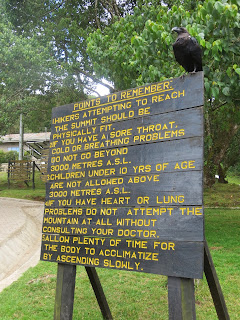 POINTS TO REMEMBER:
HIKERS ATTEMPTING TO REACH
THE SUMMIT SHOULD BE
PHYSICALLY FIT.
IF YOU HAVE A SORE THROAT.
COLD OR BREATHING PROBLEMS
DO NOT GO BEYOND
3000 METRES A.S.L.
CHILDREN UNDER 10 YRS OF AGE
ARE NOT ALLOWED ABOVE
3000 METRES A.S.L.
IF YOU HAVE HEART OR LUNG
PROBLEMS DO NOT ATTEMPT THE
MOUNTAIN AT ALL WITHOUT
CONSULTING YOUR DOCTOR.
ALLOW PLENTY OF TIME FOR
THE BODY TO ACCLIMATIZE
BY ASCENDING SLOWLY.